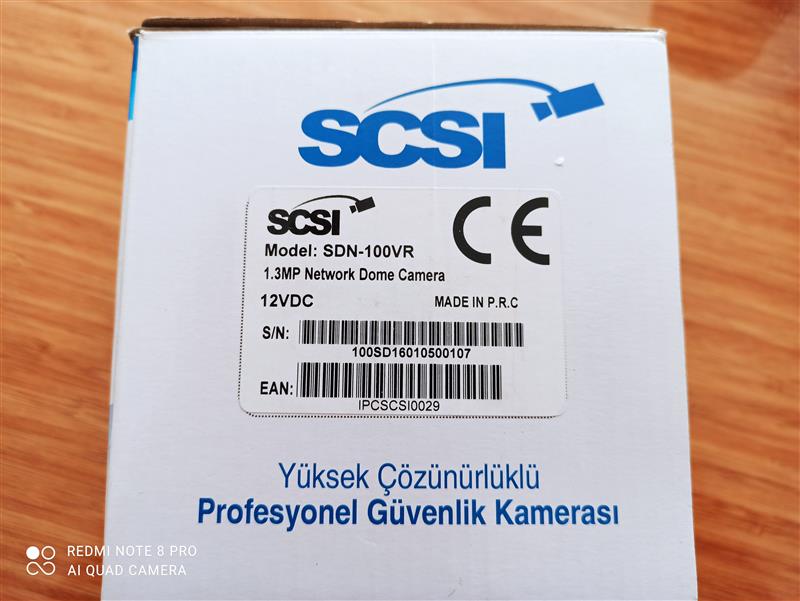 SCSI
SCSI
CE
Model: SDN-100VR
1.3MP Network Dome Camera
12VDC MADE IN P.R.C
S/N:
100SD16010500107
EAN:
IPCSCSI0029
Yüksek Çözünürlüklü
Profesyonel Güvenlik Kamerası
REDMI NOTE 8 PRO
AI QUAD CAMERA